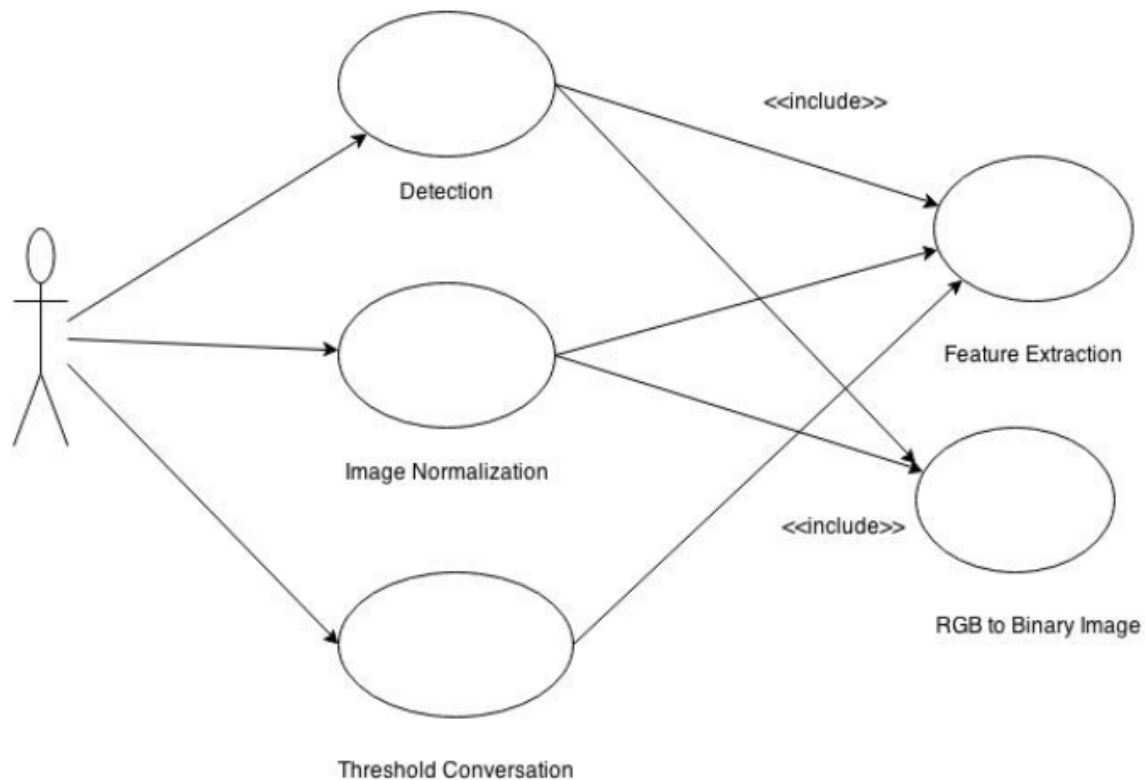 <<include>>
Detection
Feature Extraction
Image Normalization
<<include>>
RGB to Binary Image
Threshold Conversation